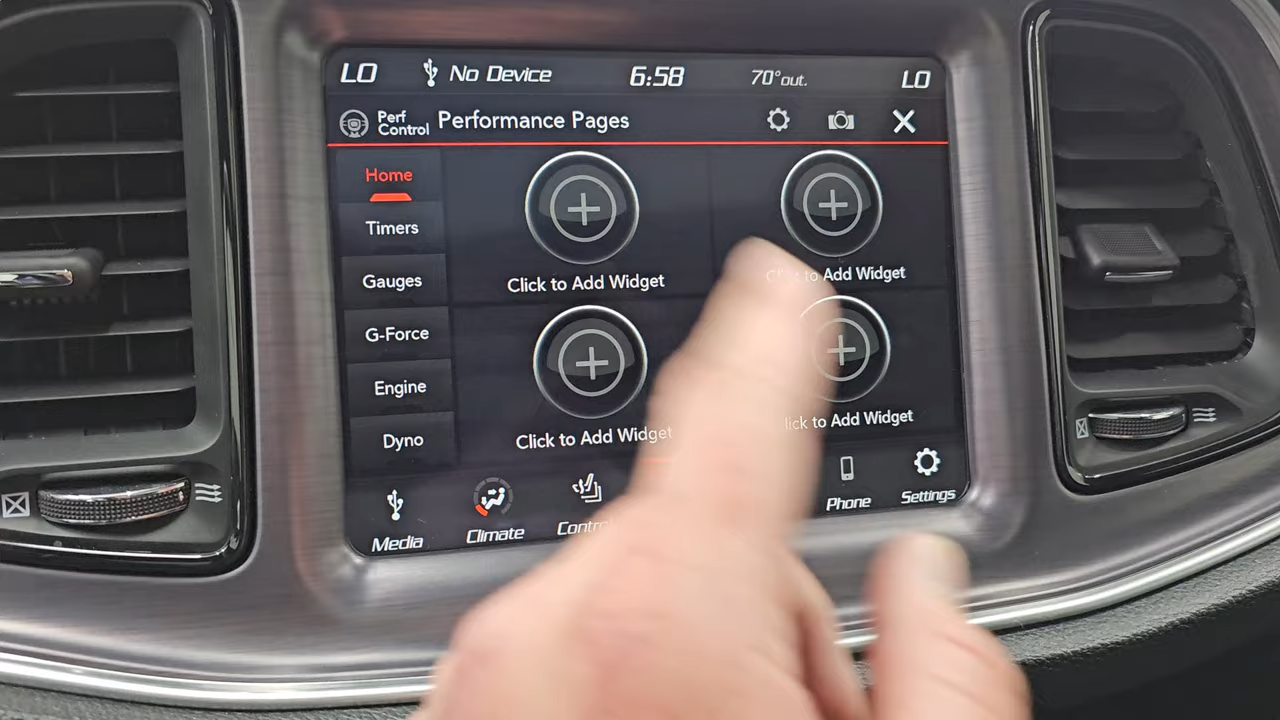 LO No Device 6:58 70° out. LO
Perf Control Performance Pages
Home
Timers
Gauges
G-Force
Engine
Dyno
Click to Add Widget
to Add Widget
Click to Add Widget
to Add Widget
Media Climate Phone Settings